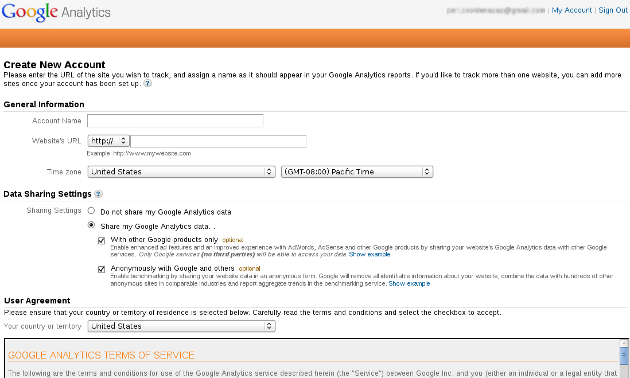 Google Analytics
| My Account | Sign Out
Create New Account
Please enter the URL of the site you wish to track, and assign a name as it should appear in your Google Analytics reports. If you'd like to track more than one website, you can add more
sites once your account has been set up. ?
General Information
Account Name
Website's URL http://
Example: http://www.mywebsite.com
Time zone United States (GMT-08:00) Pacific Time
Data Sharing Settings ?
Sharing Settings Do not share my Google Analytics data
Share my Google Analytics data...
With other Google products only optional
Enable enhanced ad features and an improved experience with AdWords, AdSense and other Google products by sharing your website's Google Analytics data with other Google
services. Only Google services (no third parties) will be able to access your data. Show example
Anonymously with Google and others optional
Enable benchmarking by sharing your website data in an anonymous form. Google will remove all identifiable information about your website, combine the data with hundreds of other
anonymous sites in comparable industries and report aggregate trends in the benchmarking service. Show example
User Agreement
Please ensure that your country or territory of residence is selected below. Carefully read the terms and conditions and select the checkbox to accept.
Your country or territory United States
GOOGLE ANALYTICS TERMS OF SERVICE
The following are the terms and conditions for use of the Google Analytics service described herein (the "Service") between Google Inc. and you (either an individual or a legal entity that